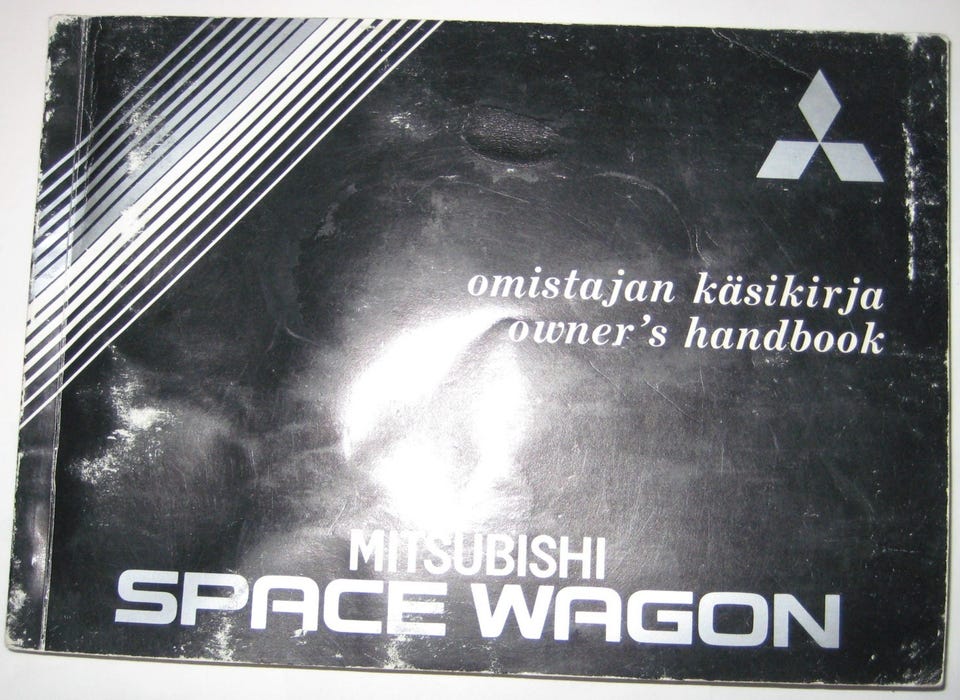 omistajan käsikirja
owner's handbook
MITSUBISHI
SPACE WAGON